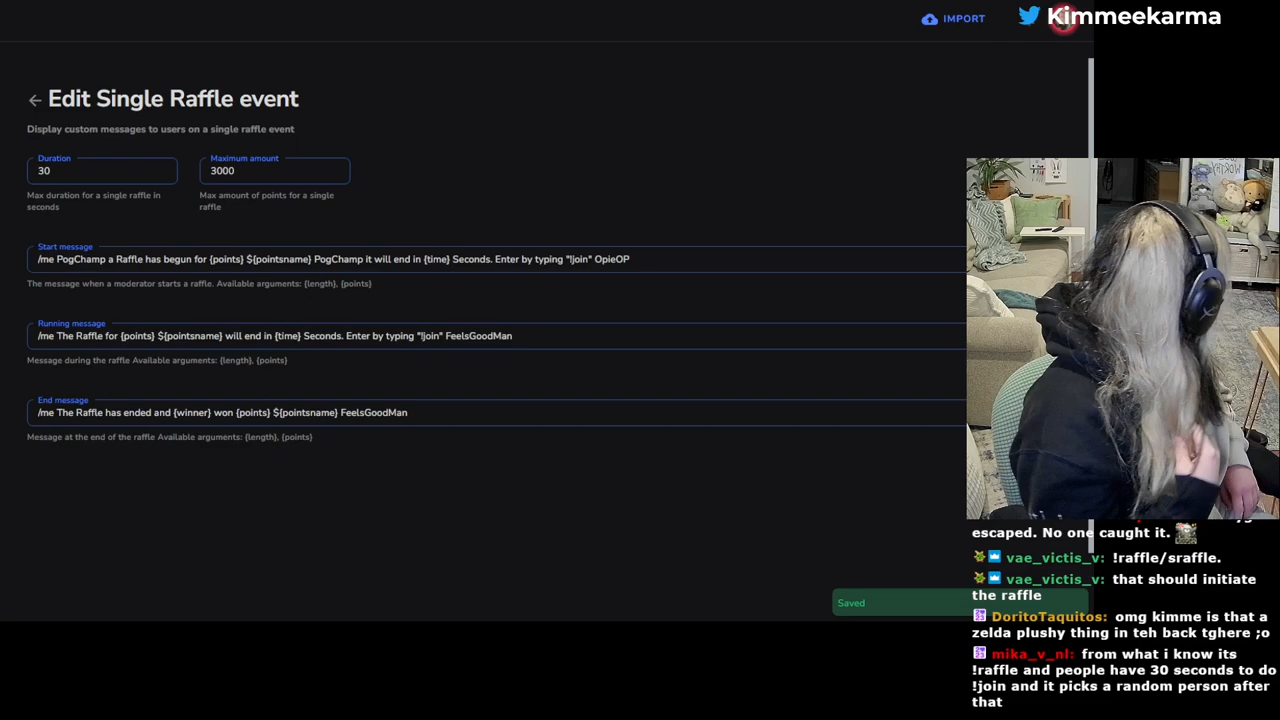 IMPORT
Kimmeekarma
Edit Single Raffle event
Display custom messages to users on a single raffle event
Duration
30
Max duration for a single raffle in
seconds
Maximum amount
3000
Max amount of points for a single
raffle
Start message
/me PogChamp a Raffle has begun for {points} ${pointsname} PogChamp it will end in {time} Seconds. Enter by typing "!join" OpieOP
The message when a moderator starts a raffle. Available arguments: {length}, {points}
Running message
/me The Raffle for {points} ${pointsname} will end in {time} Seconds. Enter by typing "!join" FeelsGoodMan
Message during the raffle Available arguments: {length}, {points}
End message
/me The Raffle has ended and {winner} won {points} ${pointsname} FeelsGoodMan
Message at the end of the raffle Available arguments: {length}, {points}
Saved
WORTHY
escaped. No one caught it.
vae_victis_v: !raffle/sraffle.
vae_victis_v: that should initiate
the raffle
DoritoTaquitos: omg kimme is that a
zelda plushy thing in teh back tghere ;o
mika_v_nl: from what i know its
!raffle and people have 30 seconds to do
!join and it picks a random person after
that